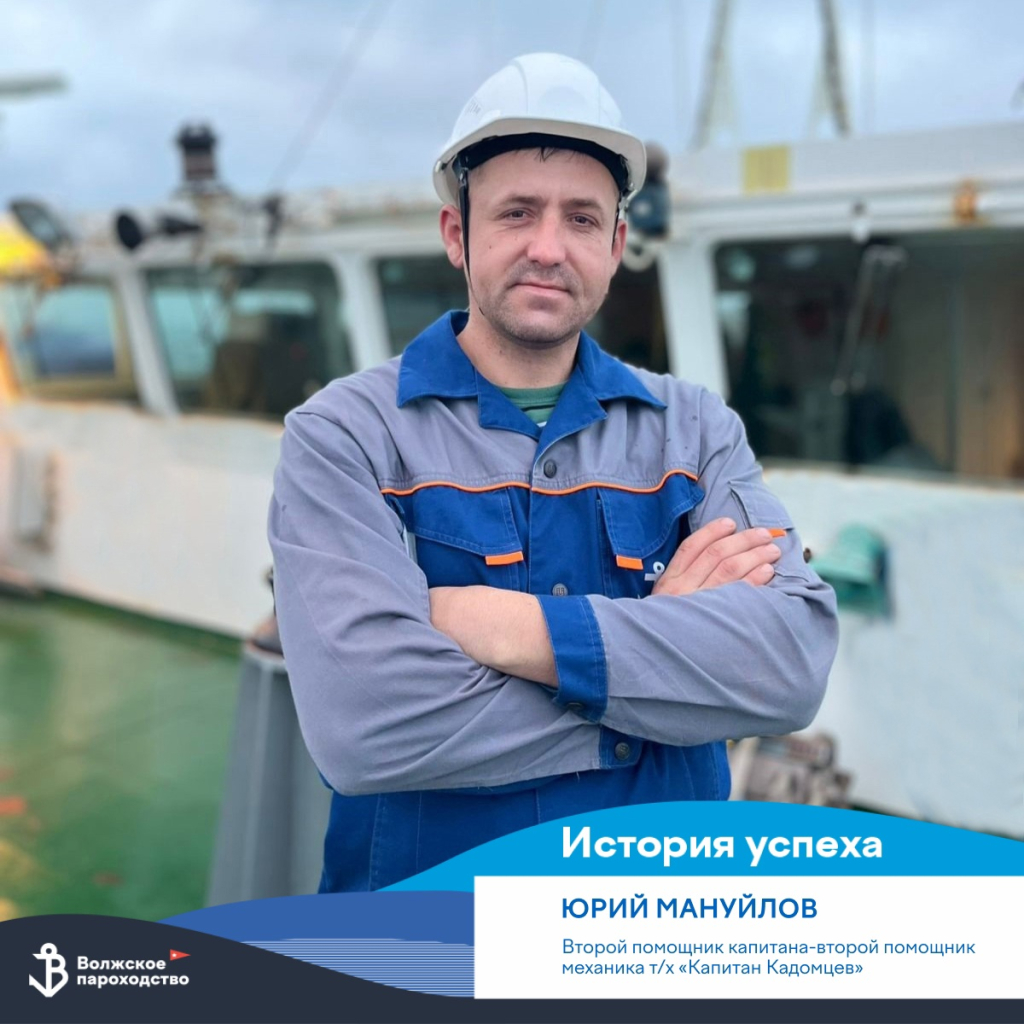 История успеха
ЮРИЙ МАНУЙЛОВ
Второй помощник капитана-второй помощник
механика т/х «Капитан Кадомцев»
Волжское
пароходство